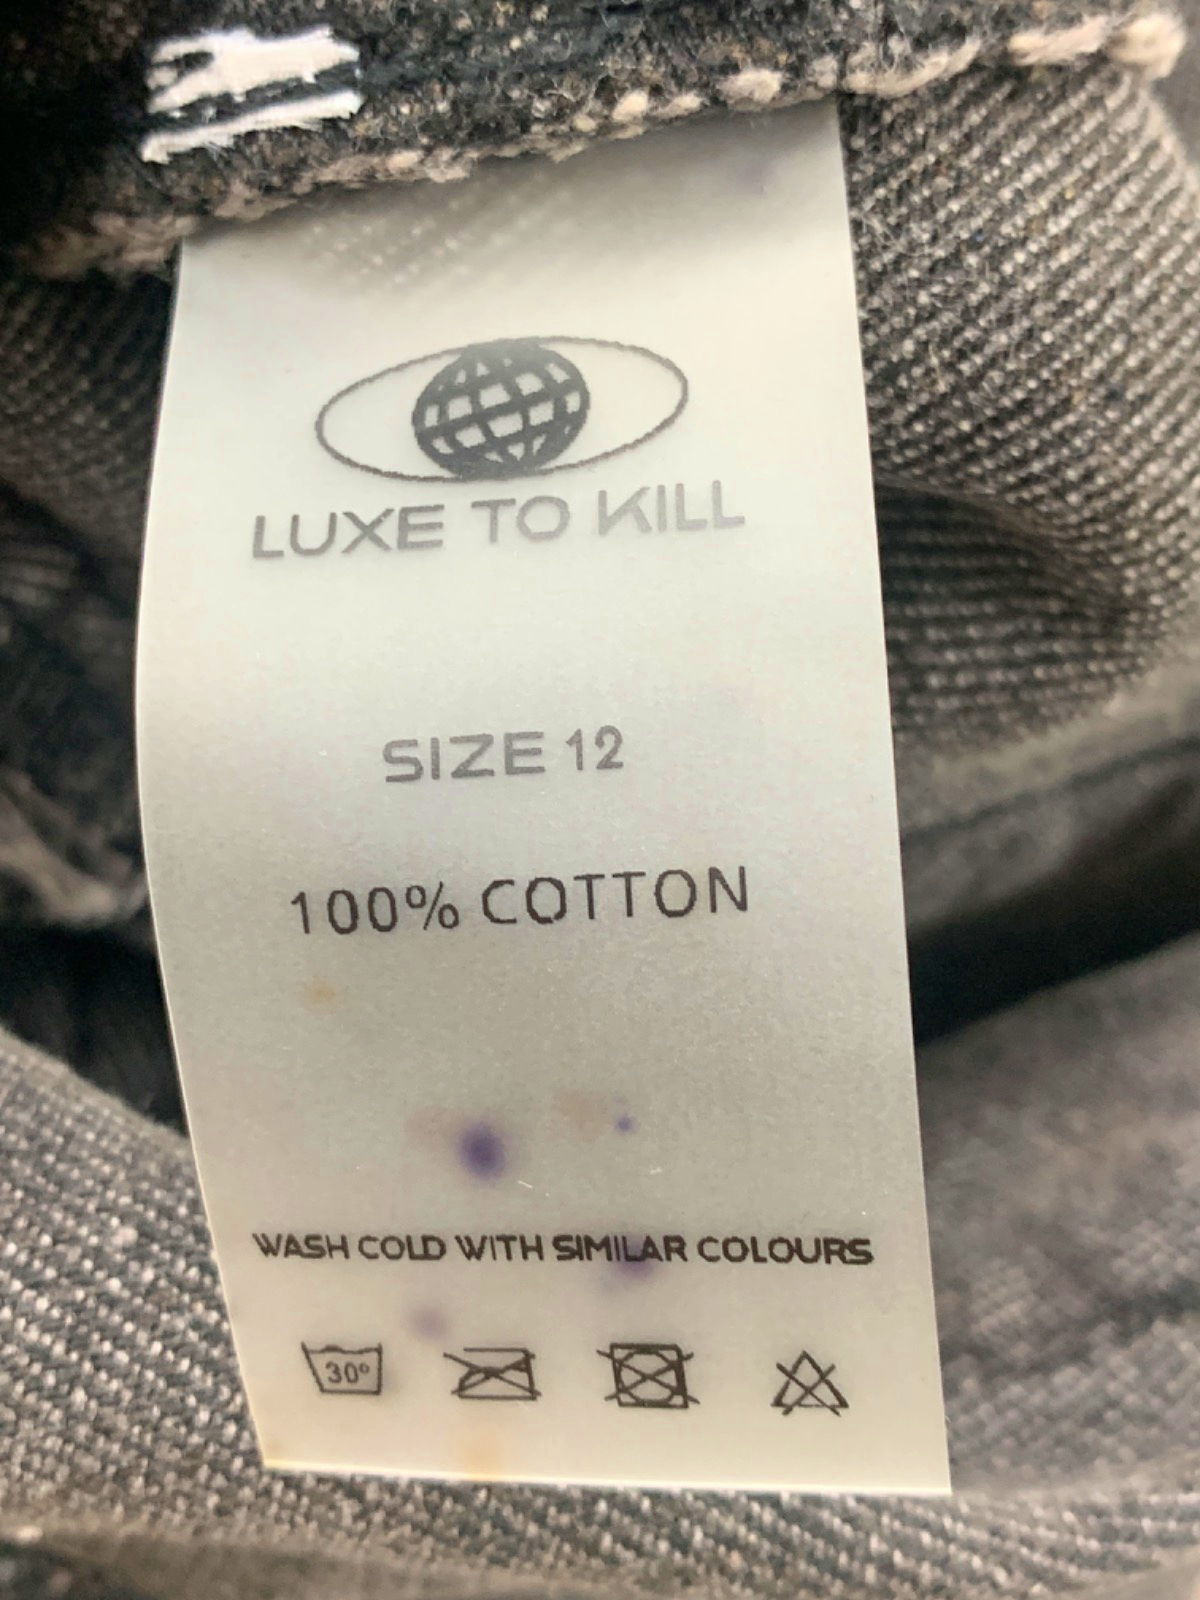 LUXE TO KILL
SIZE 12
100% COTTON
WASH COLD WITH SIMILAR COLOURS
30°